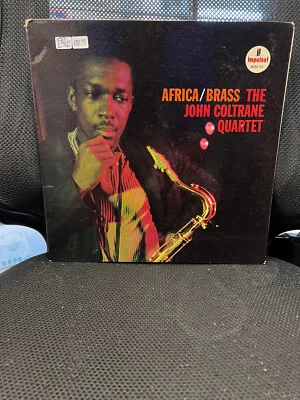 AFRICA/BRASS THE
JOHN COLTRANE
QUARTET
impulse!